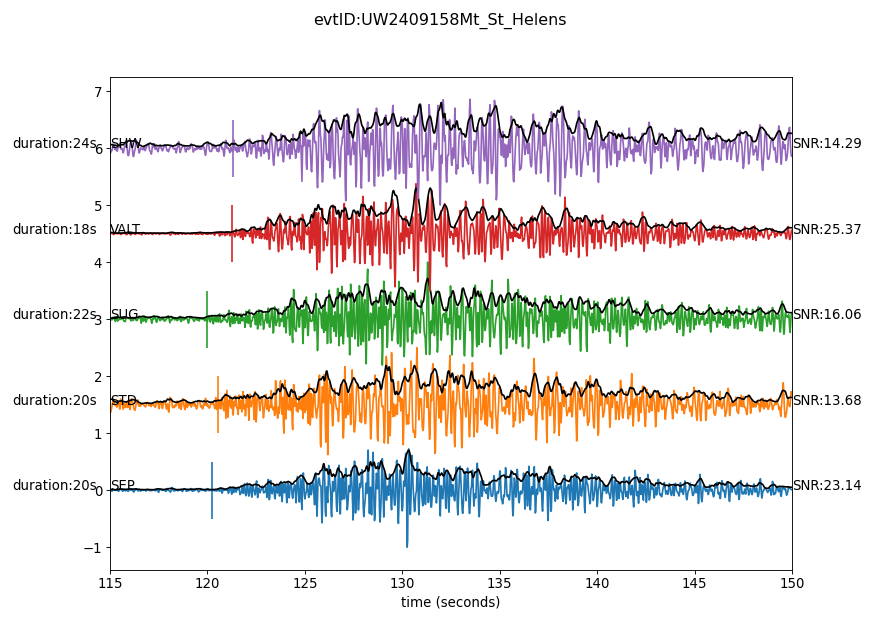 evtID:UW2409158Mt_St_Helens
7
duration:24s SHW 6 SNR:14.29
5
duration:18s VALT SNR:25.37
4
duration:22s SUG 3 SNR:16.06
2
duration:20s STD SNR:13.68
1
duration:20s SEP 0 SNR:23.14
−1
115 120 125 130 135 140 145 150
time (seconds)